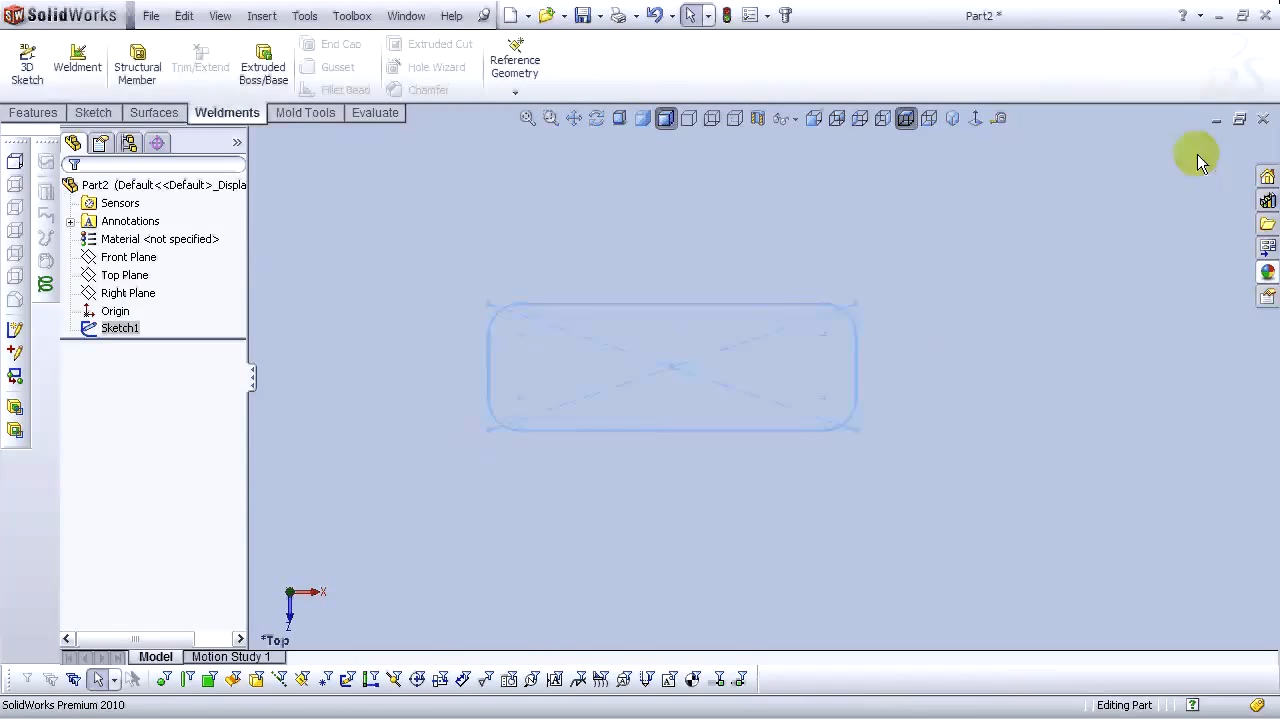 SolidWorks File Edit View Insert Tools Toolbox Window Help Part2 *
3D Sketch Weldment Structural Member Trim/Extend Extruded Boss/Base End Cap Gusset Fillet Bead Extruded Cut Hole Wizard Chamfer Reference Geometry
Features Sketch Surfaces Weldments Mold Tools Evaluate
Part2 (Default<<Default>_Displa
Sensors
Annotations
Material <not specified>
Front Plane
Top Plane
Right Plane
Origin
Sketch1
X
Z
*Top
Model Motion Study 1
SolidWorks Premium 2010 Editing Part